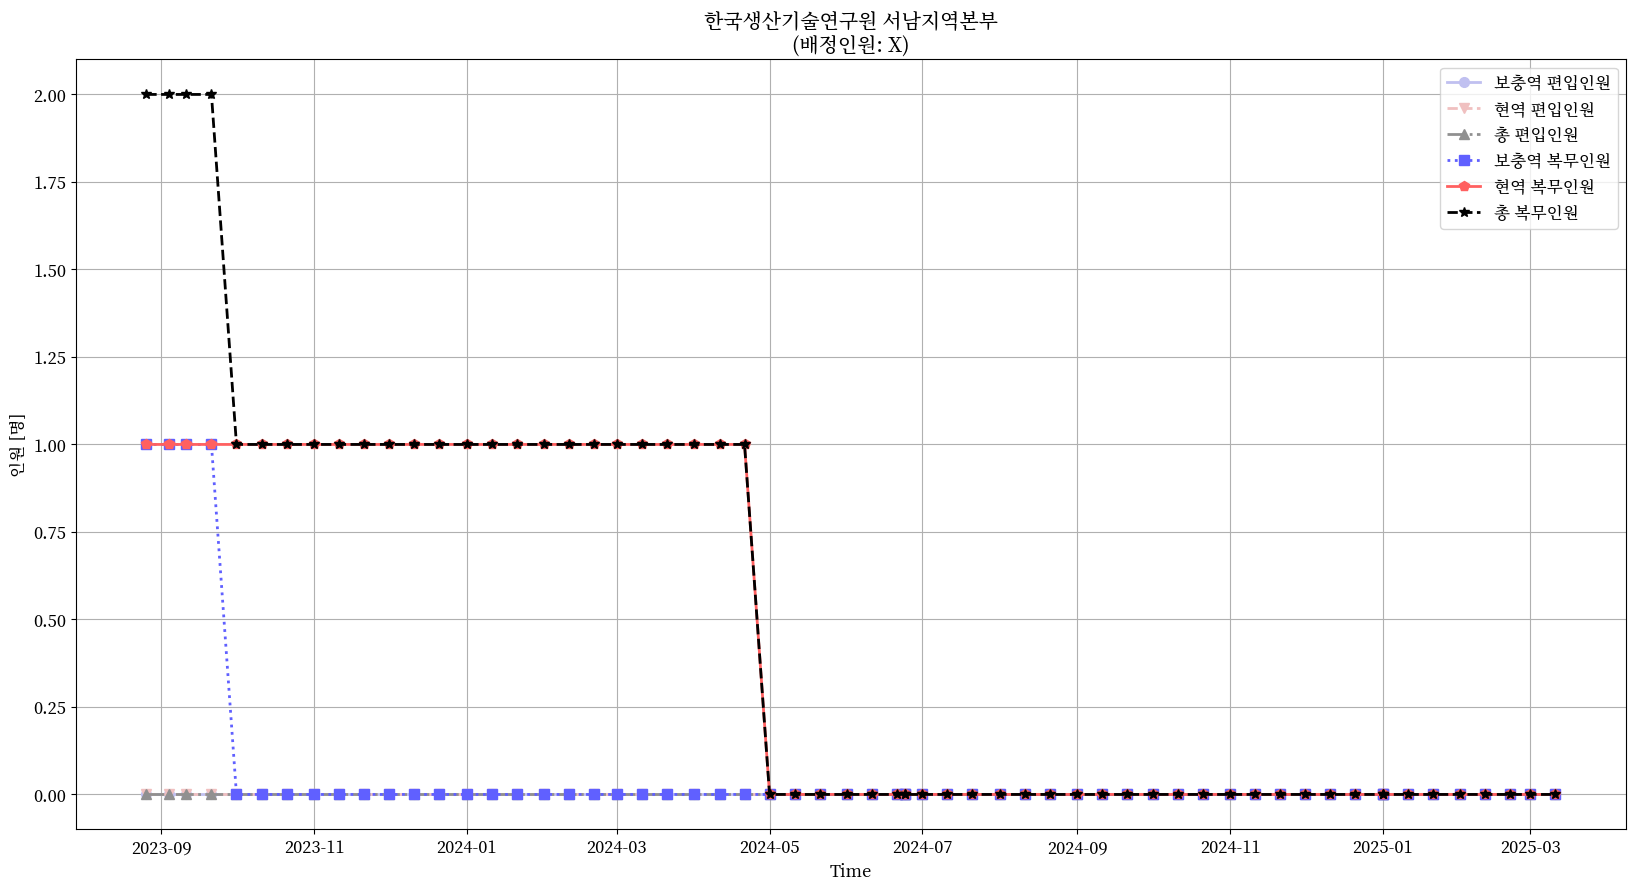 한국생산기술연구원 서남지역본부
(배정인원: X)
보충역 편입인원
현역 편입인원
총 편입인원
보충역 복무인원
현역 복무인원
총 복무인원
인원 [명]
2.00
1.75
1.50
1.25
1.00
0.75
0.50
0.25
0.00
2023-09
2023-11
2024-01
2024-03
2024-05
2024-07
2024-09
2024-11
2025-01
2025-03
Time